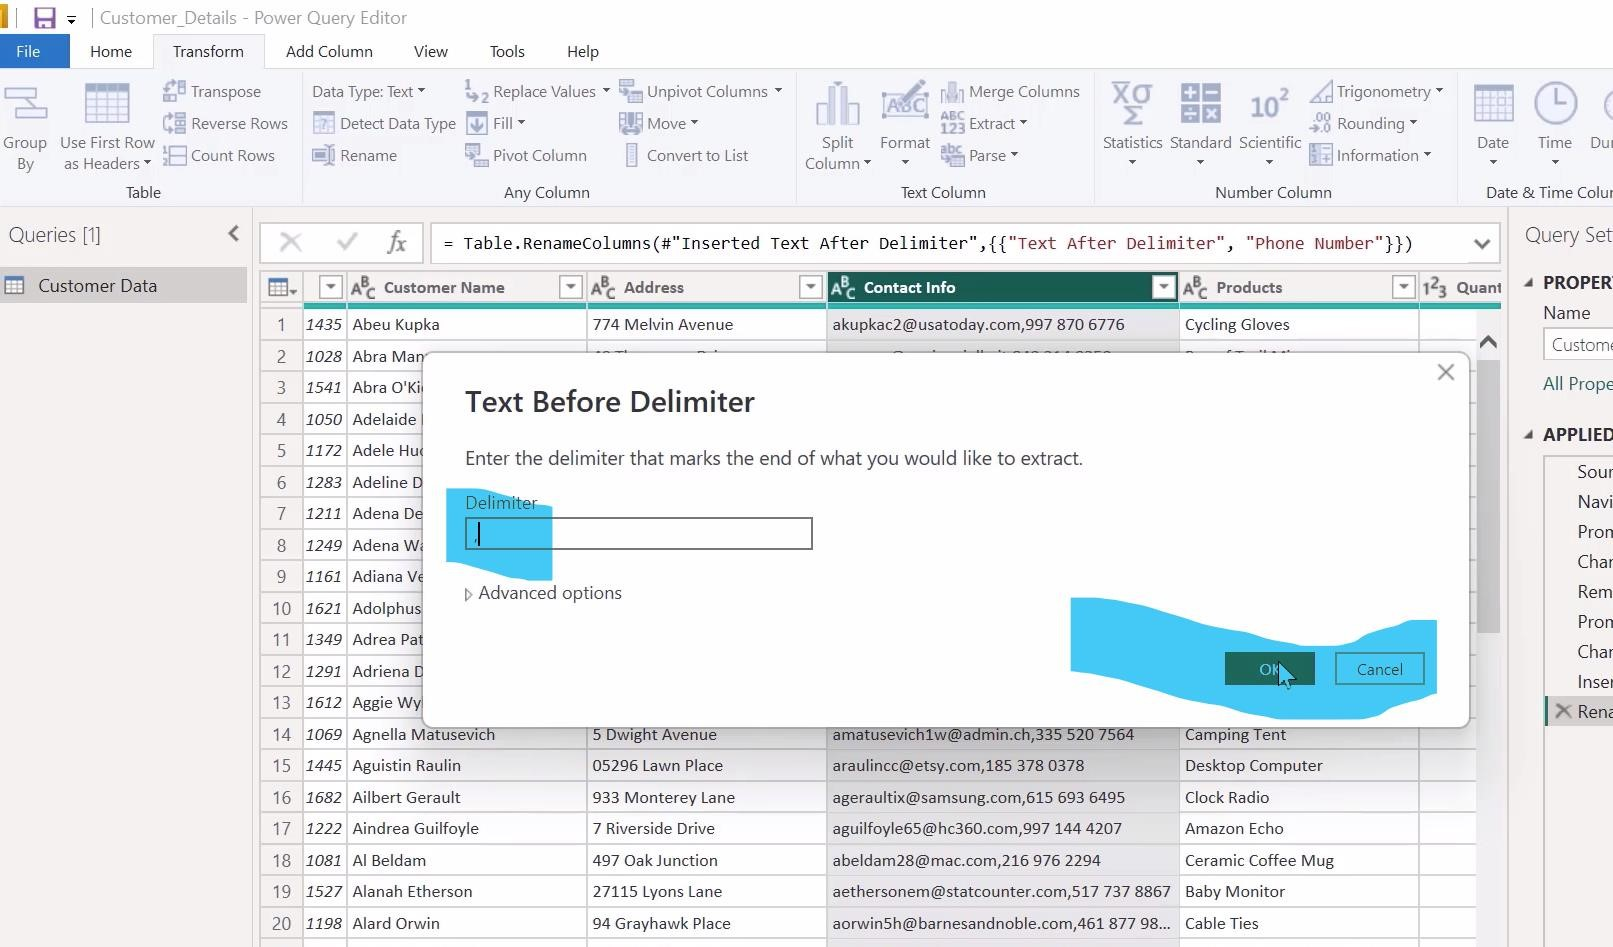 Customer_Details - Power Query Editor
File Home Transform Add Column View Tools Help
Group By
Use First Row as Headers
Transpose
Reverse Rows
Count Rows
Table
Data Type: Text
Detect Data Type
Rename
Replace Values
Fill
Pivot Column
Unpivot Columns
Move
Convert to List
Any Column
Split Column
Format
Merge Columns
Extract
Parse
Text Column
Statistics
Standard
Scientific
Trigonometry
Rounding
Information
Number Column
Date
Time
Date & Time Colu
Queries [1]
Customer Data
= Table.RenameColumns(#"Inserted Text After Delimiter",{{"Text After Delimiter", "Phone Number"}})
Customer Name Address Contact Info Products Quant
1 1435 Abeu Kupka 774 Melvin Avenue akupkac2@usatoday.com,997 870 6776 Cycling Gloves
2 1028 Abra Man
3 1541 Abra O'Ki
4 1050 Adelaide
5 1172 Adele Hu
6 1283 Adeline D
7 1211 Adena De
8 1249 Adena Wa
9 1161 Adiana Ve
10 1621 Adolphus
11 1349 Adrea Pat
12 1291 Adriena D
13 1612 Aggie Wy
Text Before Delimiter
Enter the delimiter that marks the end of what you would like to extract.
Delimiter
,
Advanced options
OK Cancel
14 1069 Agnella Matusevich 5 Dwight Avenue amatusevich1w@admin.ch,335 520 7564 Camping Tent
15 1445 Aguistin Raulin 05296 Lawn Place araulincc@etsy.com,185 378 0378 Desktop Computer
16 1682 Ailbert Gerault 933 Monterey Lane ageraultix@samsung.com,615 693 6495 Clock Radio
17 1222 Aindrea Guilfoyle 7 Riverside Drive aguilfoyle65@hc360.com,997 144 4207 Amazon Echo
18 1081 Al Beldam 497 Oak Junction abeldam28@mac.com,216 976 2294 Ceramic Coffee Mug
19 1527 Alanah Etherson 27115 Lyons Lane aethersonem@statcounter.com,517 737 8867 Baby Monitor
20 1198 Alard Orwin 94 Grayhawk Place aorwin5h@barnesandnoble.com,461 877 98... Cable Ties
Query Set
PROPER
Name
Custome
All Prope
APPLIED
Sour
Navi
Prom
Chan
Rem
Prom
Chan
Inser
Rena